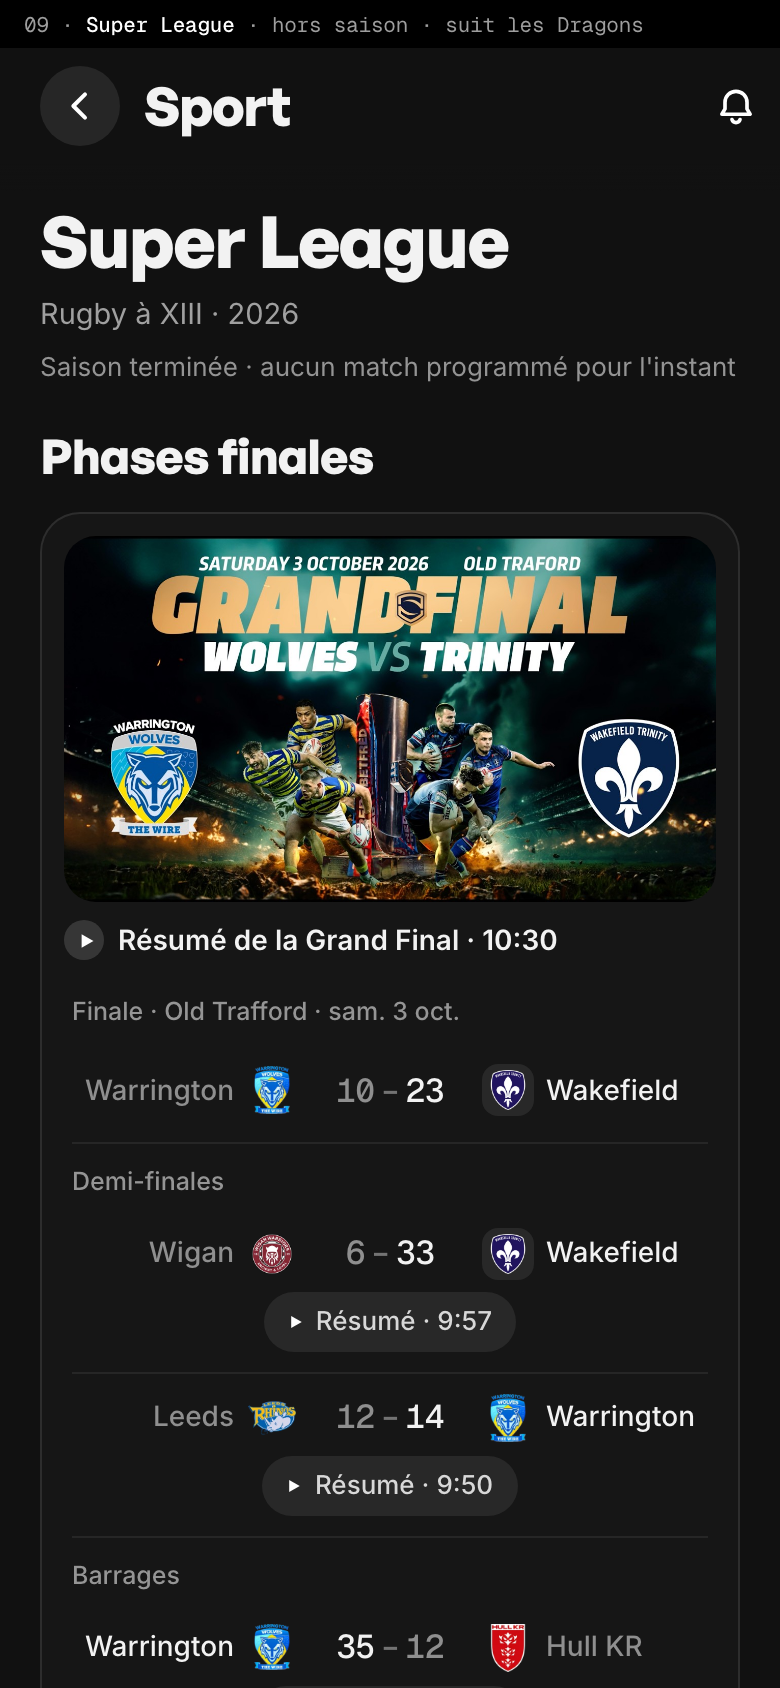 09 · Super League · hors saison · suit les Dragons
Sport
Super League
Rugby à XIII · 2026
Saison terminée · aucun match programmé pour l'instant
Phases finales
SATURDAY 3 OCTOBER 2026 OLD TRAFORD
GRAND FINAL
WOLVES VS TRINITY
WARRINGTON
WOLVES
THE WIRE
WAKEFIELD TRINITY
Résumé de la Grand Final · 10:30
Finale · Old Trafford · sam. 3 oct.
Warrington 10 – 23 Wakefield
Demi-finales
Wigan 6 – 33 Wakefield
Résumé · 9:57
Leeds 12 – 14 Warrington
Résumé · 9:50
Barrages
Warrington 35 – 12 Hull KR